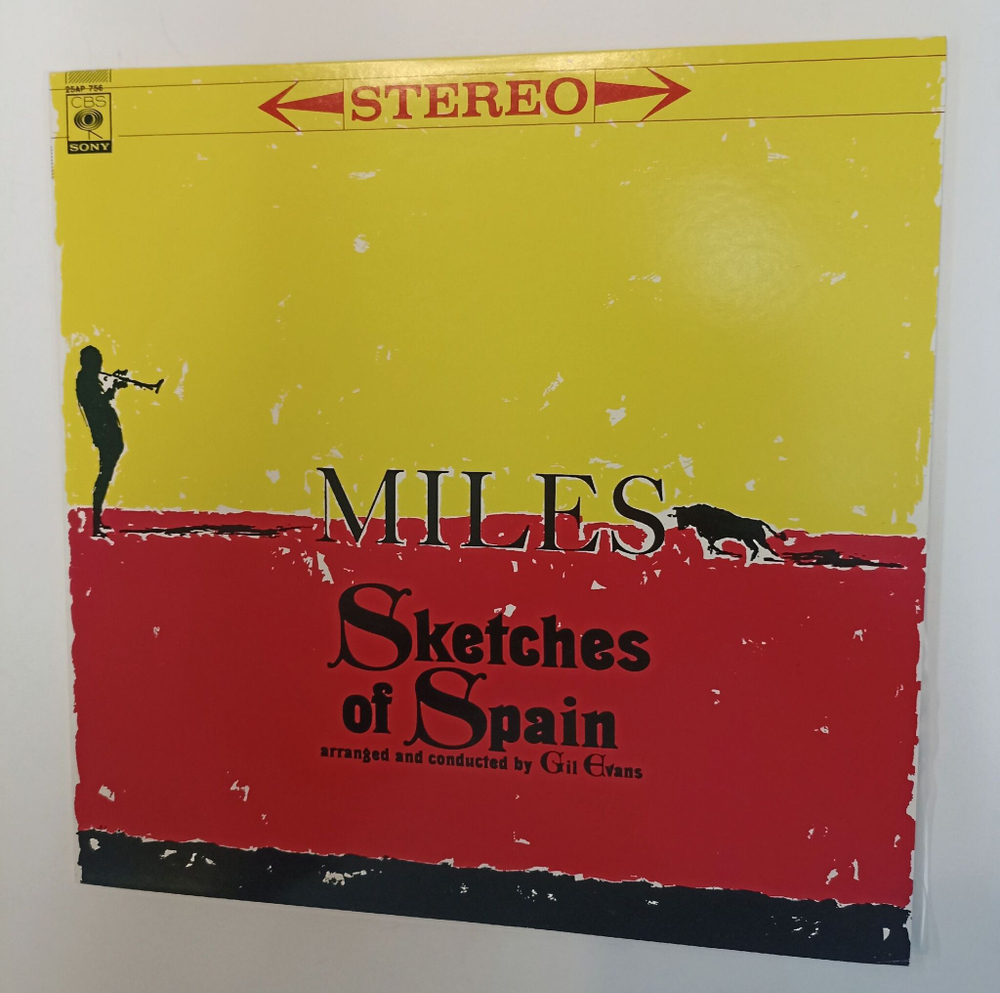 25AP 756
CBS
SONY
STEREO
MILES
Sketches
of Spain
arranged and conducted by Gil Evans